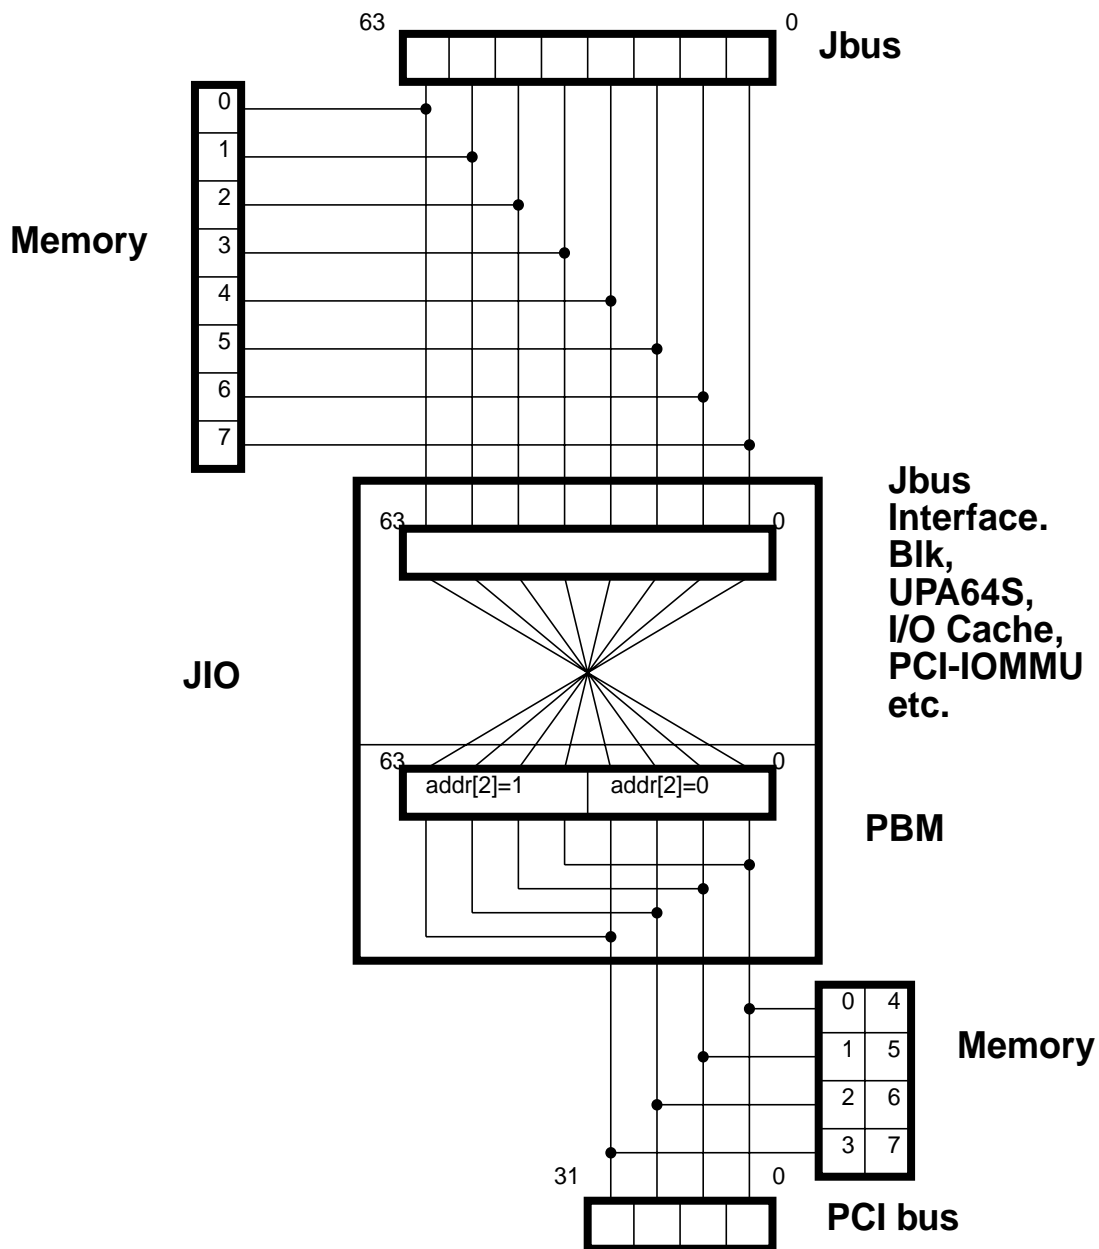 63
0
Jbus
0
1
2
3
4
5
6
7
Memory
Jbus
Interface.
Blk,
UPA64S,
I/O Cache,
PCI-IOMMU
etc.
63
0
JIO
63
0
addr[2]=1
addr[2]=0
PBM
0 4
1 5
2 6
3 7
Memory
31
0
PCI bus